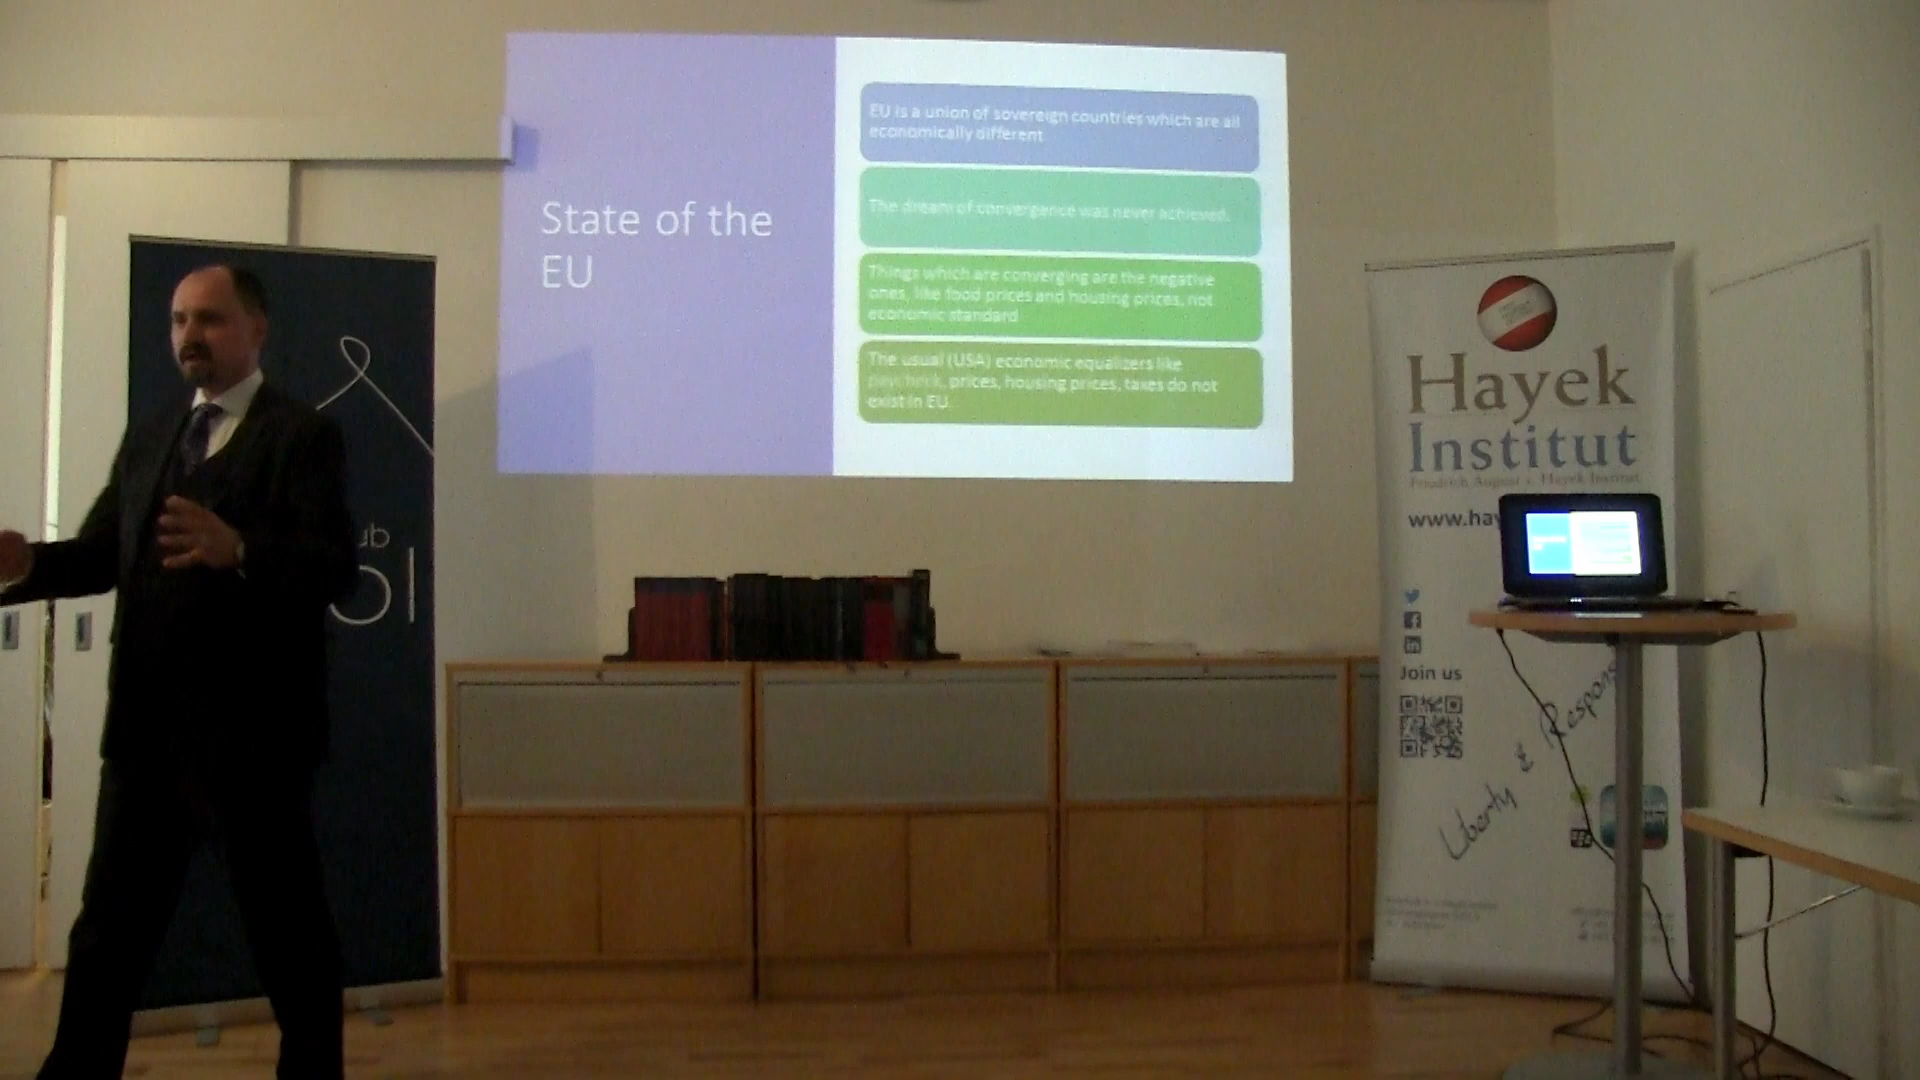 State of the
EU
EU is a union of sovereign countries which are all
economically different
The dream of convergence was never achieved.
Things which are converging are the negative
ones, like food prices and housing prices, not
economic standard
The usual (USA) economic equalizers like
paycheck, prices, housing prices, taxes do not
exist in EU.
ub
ol
Hayek
Institut
Friedrich August v. Hayek Institut
www.hay
Join us
Liberty & Respons